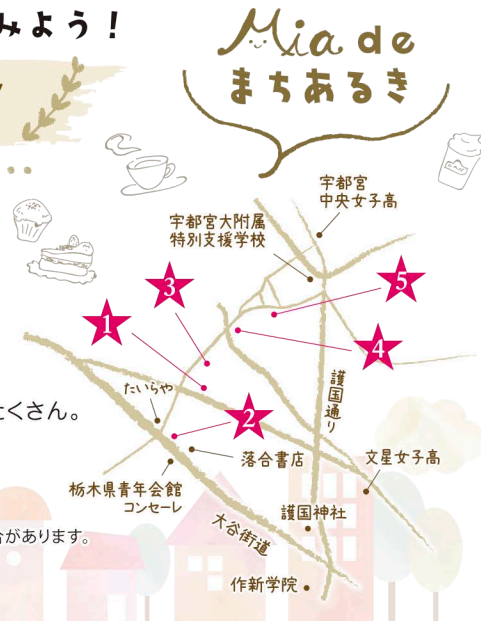 みよう！
Mia de
まちあるき
宇都宮
中央女子高
宇都宮大附属
特別支援学校
5
3
1
4
たいらや
護国通り
たくさん。
2
落合書店
文星女子高
栃木県青年会館
コンセーレ
護国神社
大谷街道
合があります。
作新学院